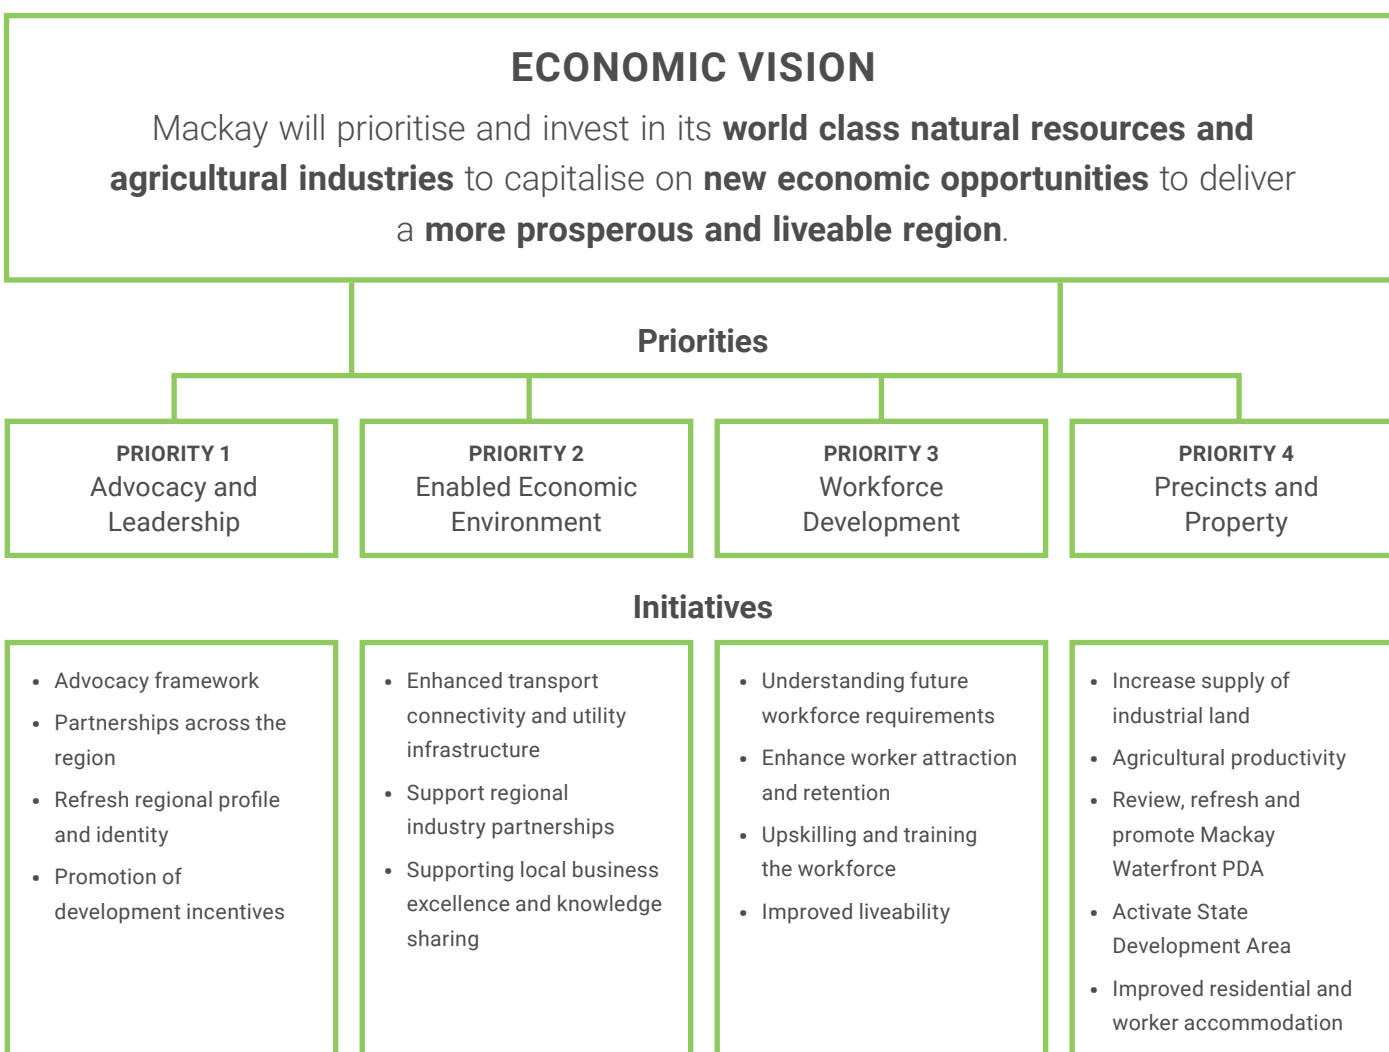 ECONOMIC VISION
Mackay will prioritise and invest in its world class natural resources and
agricultural industries to capitalise on new economic opportunities to deliver
a more prosperous and liveable region.
Priorities
PRIORITY 1
Advocacy and
Leadership
PRIORITY 2
Enabled Economic
Environment
PRIORITY 3
Workforce
Development
PRIORITY 4
Precincts and
Property
Initiatives
• Advocacy framework
• Partnerships across the
region
• Refresh regional profile
and identity
• Promotion of
development incentives
• Enhanced transport
connectivity and utility
infrastructure
• Support regional
industry partnerships
• Supporting local business
excellence and knowledge
sharing
• Understanding future
workforce requirements
• Enhance worker attraction
and retention
• Upskilling and training
the workforce
• Improved liveability
• Increase supply of
industrial land
• Agricultural productivity
• Review, refresh and
promote Mackay
Waterfront PDA
• Activate State
Development Area
• Improved residential and
worker accommodation